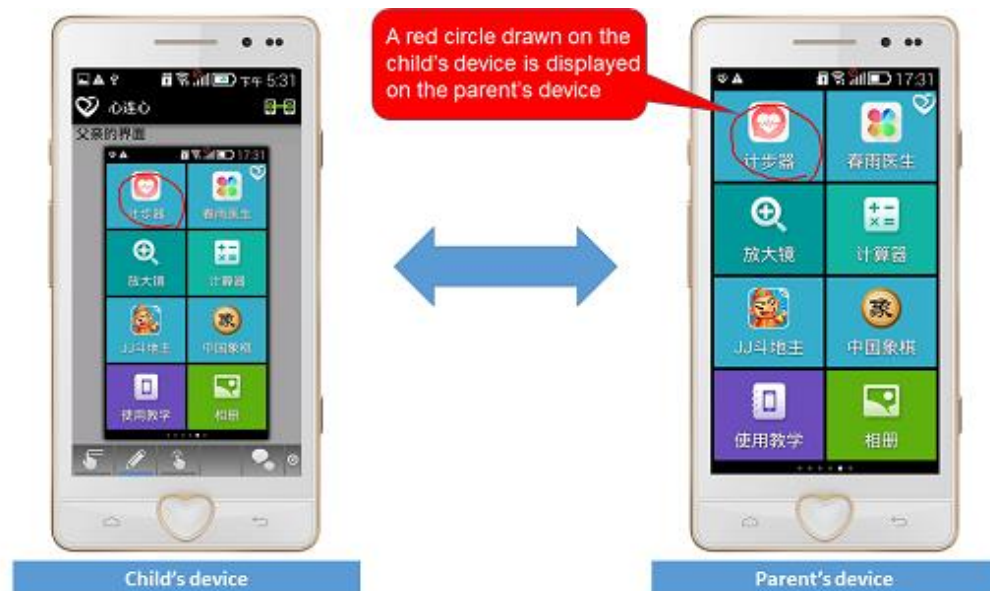 A red circle drawn on the
child's device is displayed
on the parent's device
下午 5:31
心连心
父亲的界面
17:31
计步器
春雨医生
放大镜
计算器
JJ斗地主
中国象棋
使用教学
相册
17:31
计步器
春雨医生
放大镜
计算器
JJ斗地主
中国象棋
使用教学
相册
Child's device
Parent's device